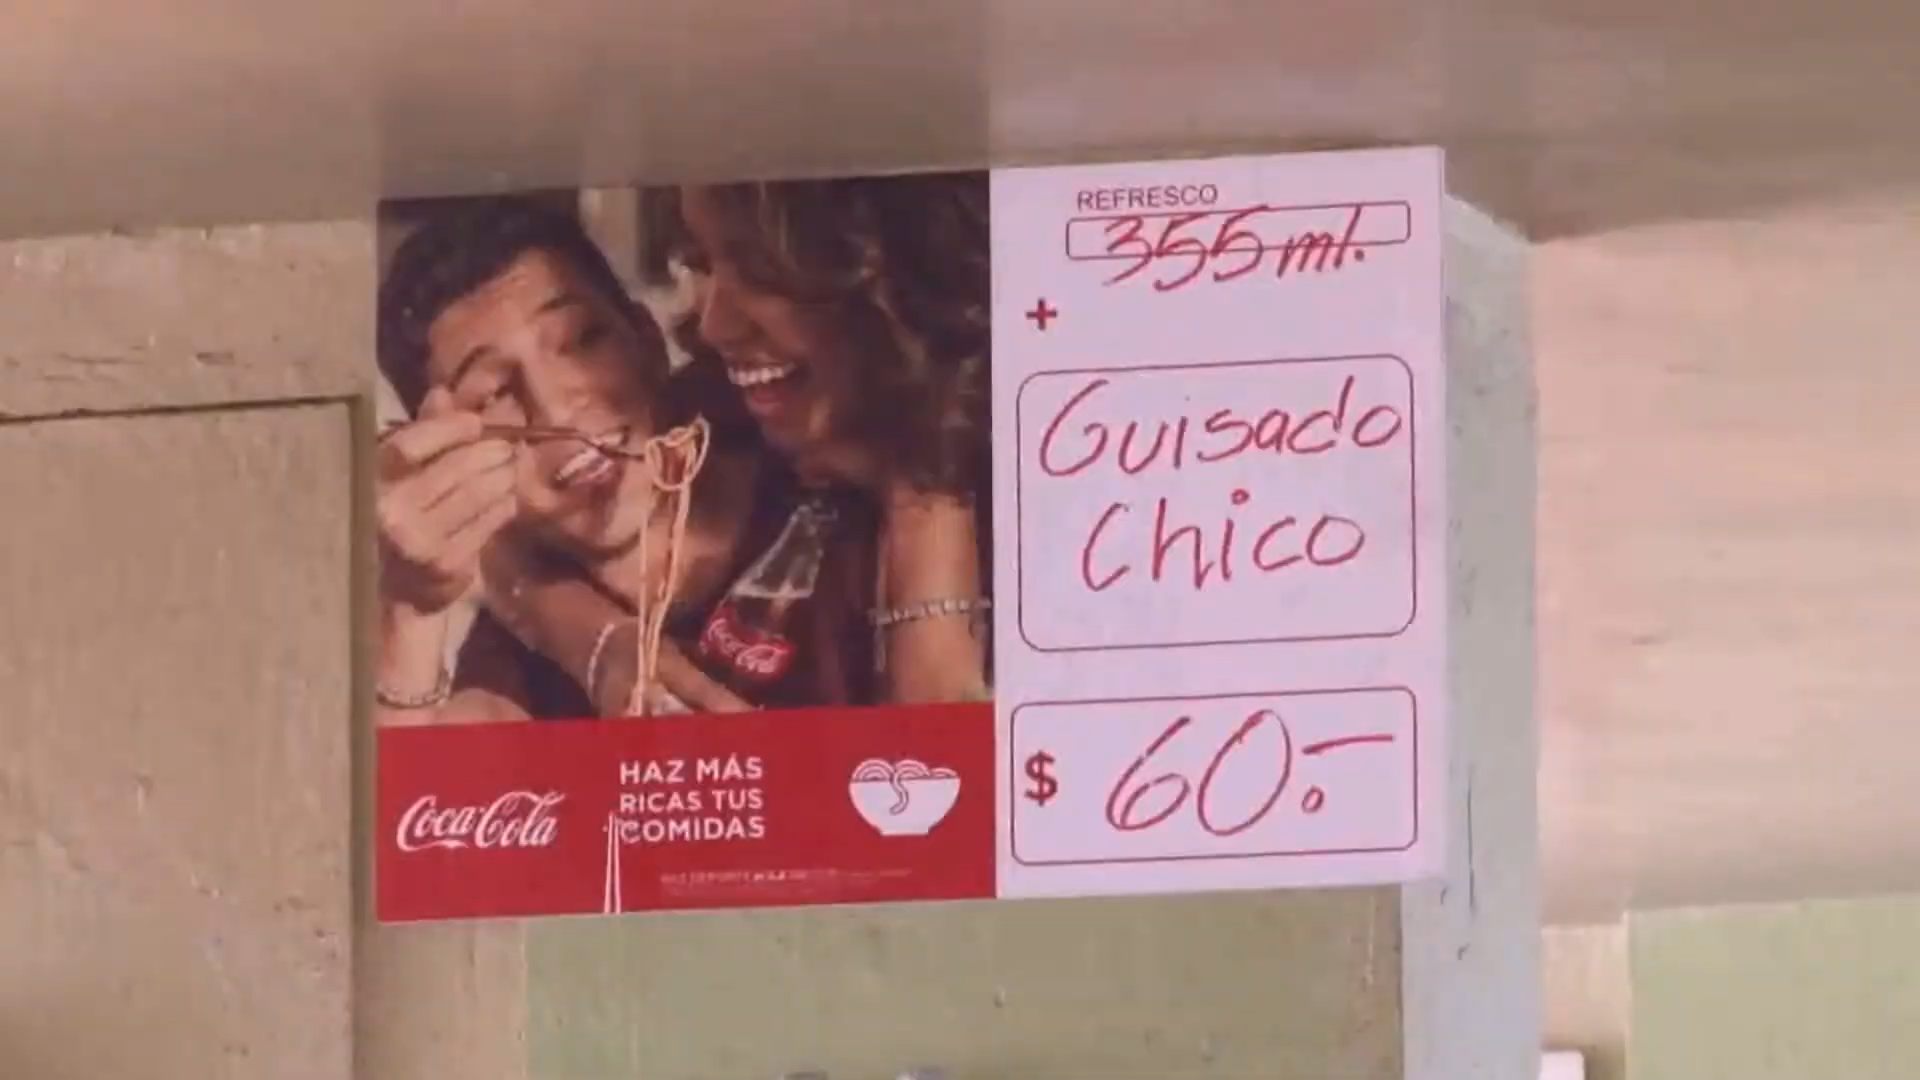 REFRESCO
355 ml.
+
Guisado
Chico
$ 60.-
Coca-Cola
Coca-Cola
HAZ MÁS
RICAS TUS
COMIDAS